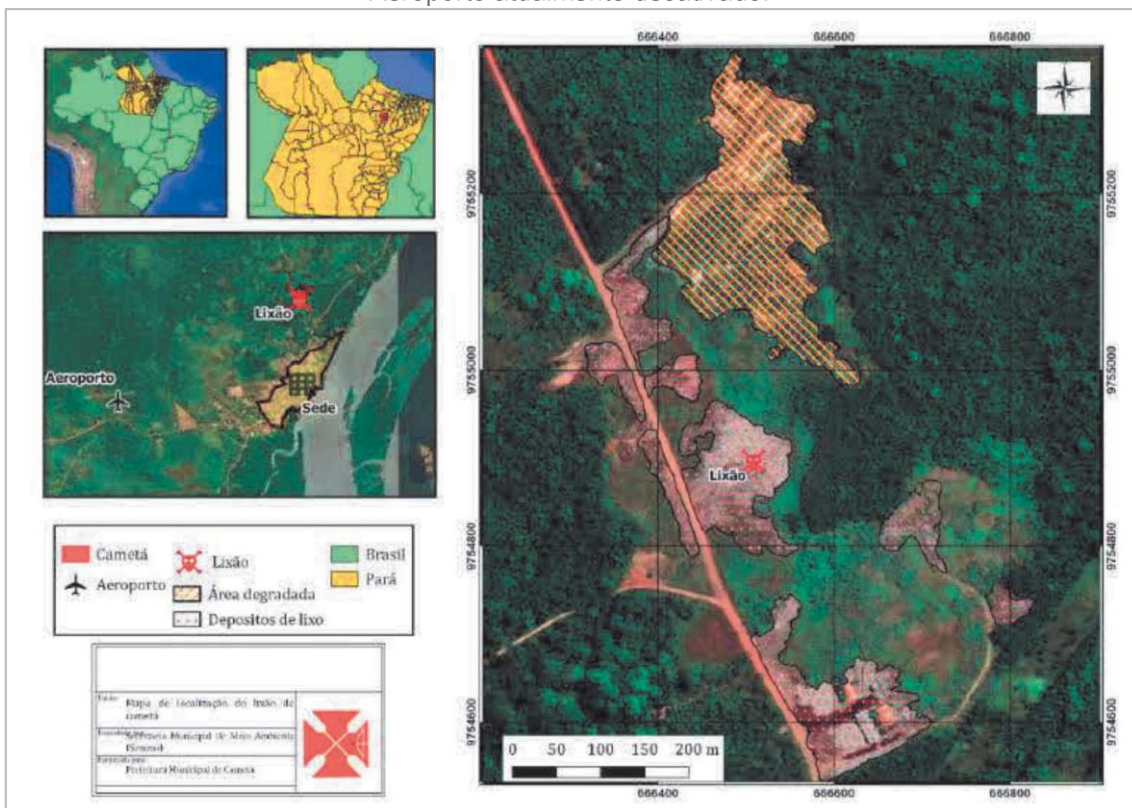 Aeroporto atualmente desativado.
666400 666600 666800
9755200
9755000
9754800
9754600
9755200
9755000
9754800
9754600
Lixão
Aeroporto
Sede
Lixão
Cametá
Aeroporto
Lixão
Área degradada
Depositos de lixo
Brasil
Pará
Mapa de localização do lixão de
cametá
Secretaria Municipal de Meio Ambiente
Prefeitura Municipal de Cametá
0 50 100 150 200 m
666400 666600 666800